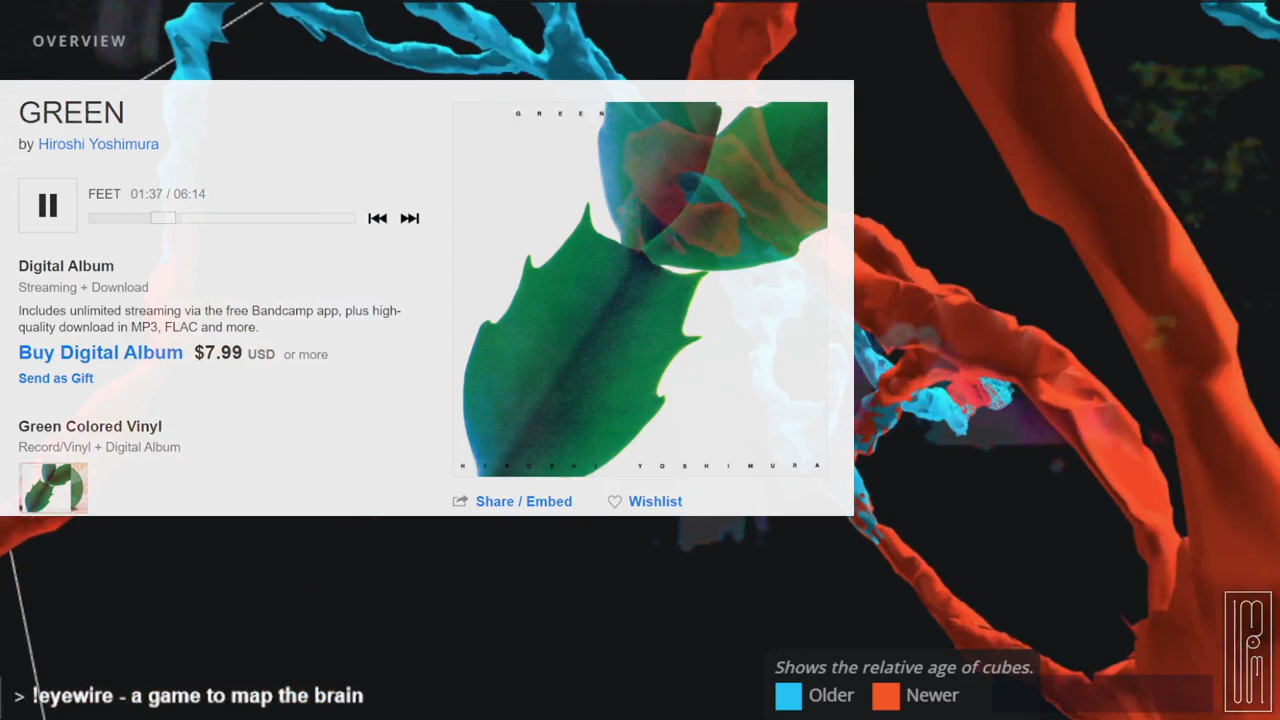 OVERVIEW
GREEN
by Hiroshi Yoshimura
FEET 01:37 / 06:14
Digital Album
Streaming + Download
Includes unlimited streaming via the free Bandcamp app, plus high-
quality download in MP3, FLAC and more.
Buy Digital Album $7.99 USD or more
Send as Gift
Green Colored Vinyl
Record/Vinyl + Digital Album
GREEN
HIROSHI YOSHIMURA
Share / Embed Wishlist
> !eyewire - a game to map the brain
Shows the relative age of cubes.
Older Newer